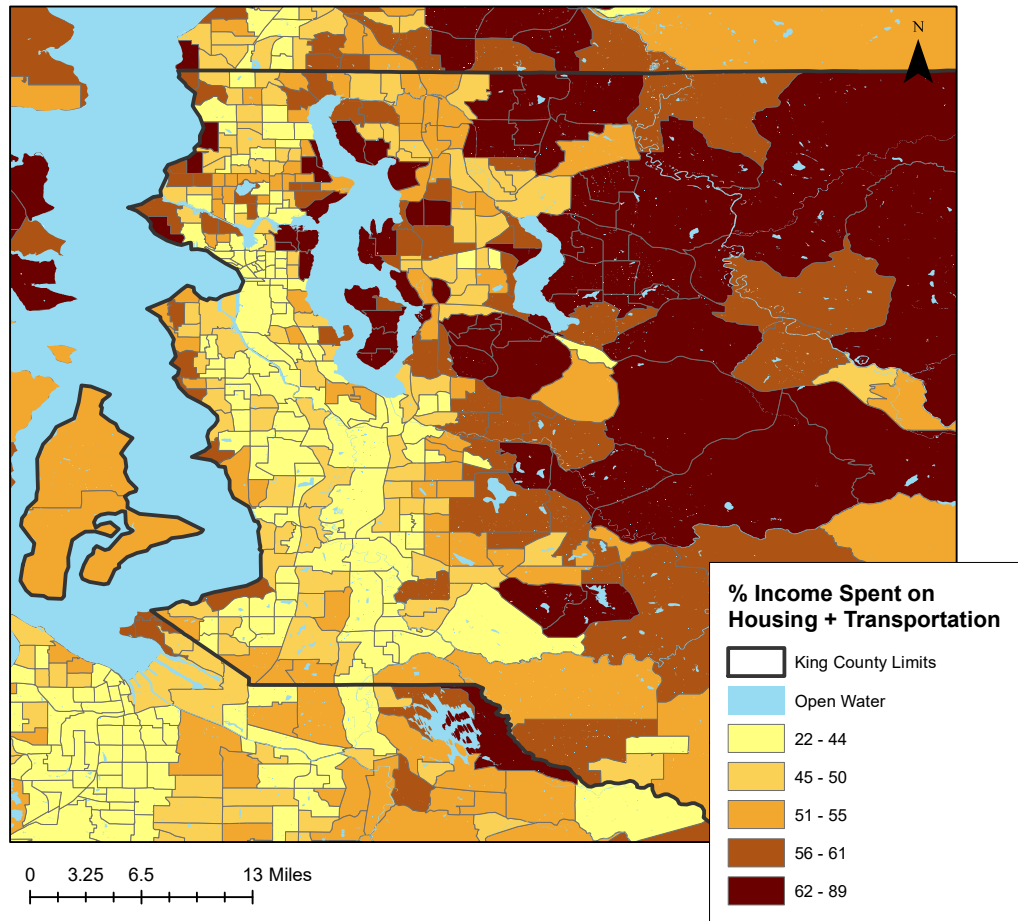 N
% Income Spent on
Housing + Transportation
King County Limits
Open Water
22 - 44
45 - 50
51 - 55
56 - 61
62 - 89
0 3.25 6.5 13 Miles